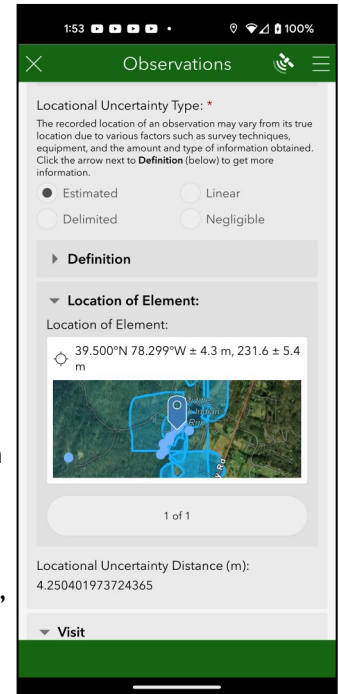 1:53 100%
Observations
Locational Uncertainty Type: *
The recorded location of an observation may vary from its true
location due to various factors such as survey techniques,
equipment, and the amount and type of information obtained.
Click the arrow next to Definition (below) to get more
information.
Estimated Linear
Delimited Negligible
Definition
Location of Element:
Location of Element:
39.500°N 78.299°W ± 4.3 m, 231.6 ± 5.4
m
1 of 1
Locational Uncertainty Distance (m):
4.250401973724365
Visit